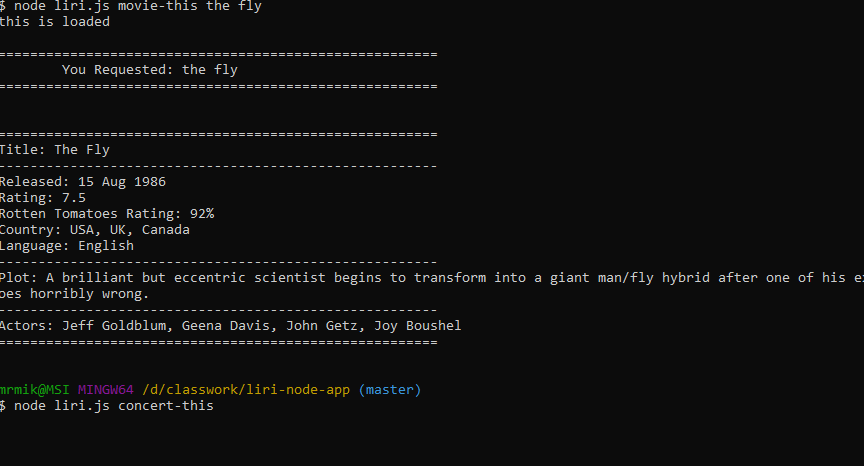 $ node liri.js movie-this the fly
this is loaded
=======================================================
You Requested: the fly
=======================================================
=======================================================
Title: The Fly
-------------------------------------------------------
Released: 15 Aug 1986
Rating: 7.5
Rotten Tomatoes Rating: 92%
Country: USA, UK, Canada
Language: English
-------------------------------------------------------
Plot: A brilliant but eccentric scientist begins to transform into a giant man/fly hybrid after one of his
oes horribly wrong.
-------------------------------------------------------
Actors: Jeff Goldblum, Geena Davis, John Getz, Joy Boushel
=======================================================
mrmik@MSI MINGW64 /d/classwork/liri-node-app (master)
$ node liri.js concert-this